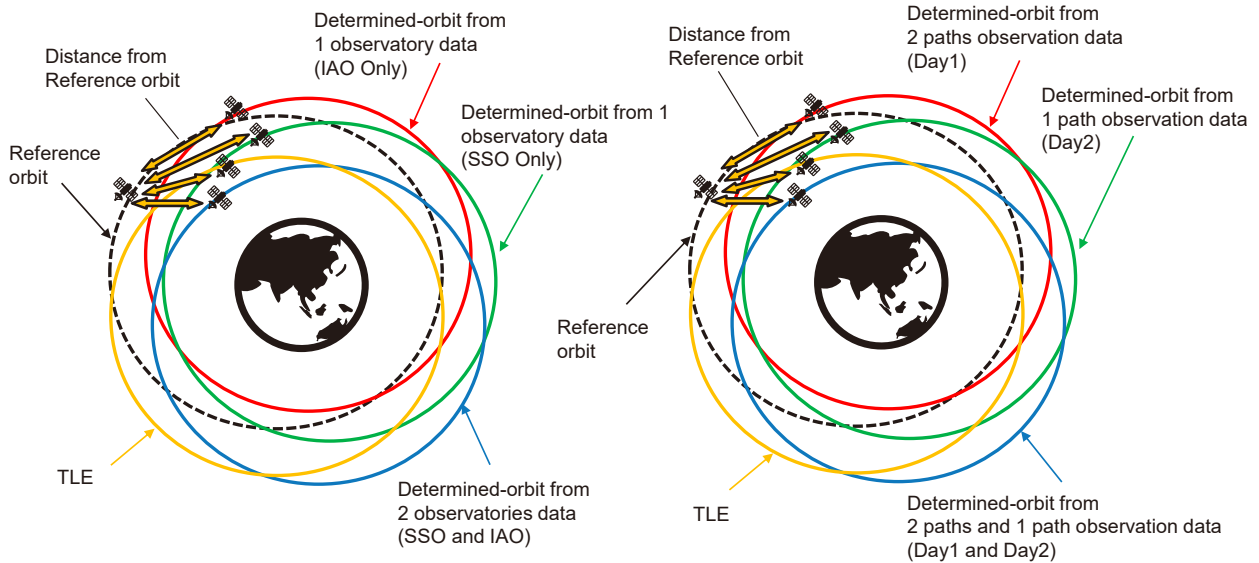 Determined-orbit from
1 observatory data
(IAO Only)
Distance from
Reference orbit
Determined-orbit from 1
observatory data
(SSO Only)
Reference
orbit
TLE
Determined-orbit from
2 observatories data
(SSO and IAO)
Determined-orbit from
2 paths observation data
(Day1)
Distance from
Reference orbit
Determined-orbit from
1 path observation data
(Day2)
Reference
orbit
TLE
Determined-orbit from
2 paths and 1 path observation data
(Day1 and Day2)